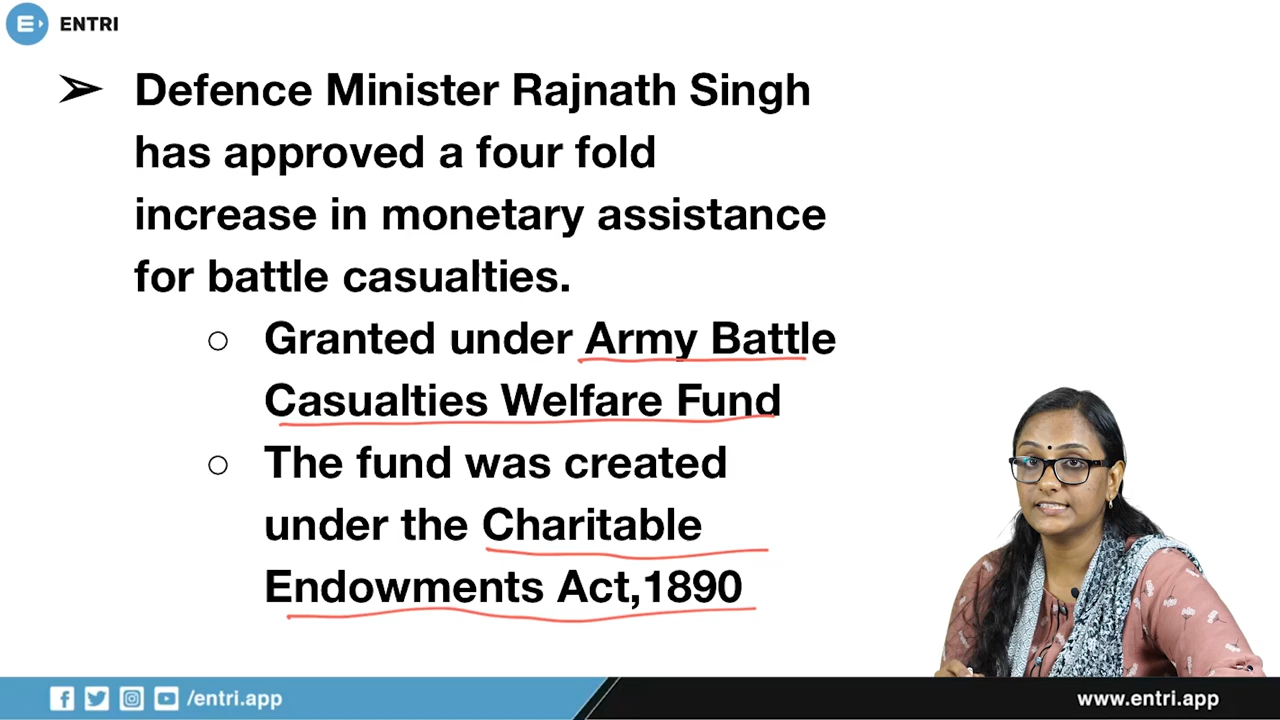 ENTRI
➢ Defence Minister Rajnath Singh
has approved a four fold
increase in monetary assistance
for battle casualties.
○ Granted under Army Battle
Casualties Welfare Fund
○ The fund was created
under the Charitable
Endowments Act,1890
/entri.app
www.entri.app